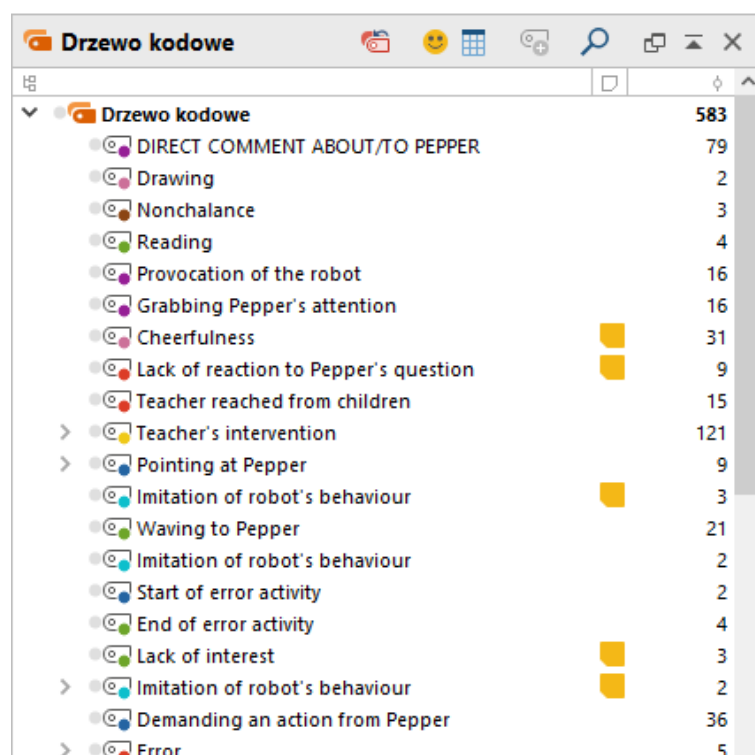 Drzewo kodowe
Drzewo kodowe 583
DIRECT COMMENT ABOUT/TO PEPPER 79
Drawing 2
Nonchalance 3
Reading 4
Provocation of the robot 16
Grabbing Pepper's attention 16
Cheerfulness 31
Lack of reaction to Pepper's question 9
Teacher reached from children 15
Teacher's intervention 121
Pointing at Pepper 9
Imitation of robot's behaviour 3
Waving to Pepper 21
Imitation of robot's behaviour 2
Start of error activity 2
End of error activity 4
Lack of interest 3
Imitation of robot's behaviour 2
Demanding an action from Pepper 36
Error 5